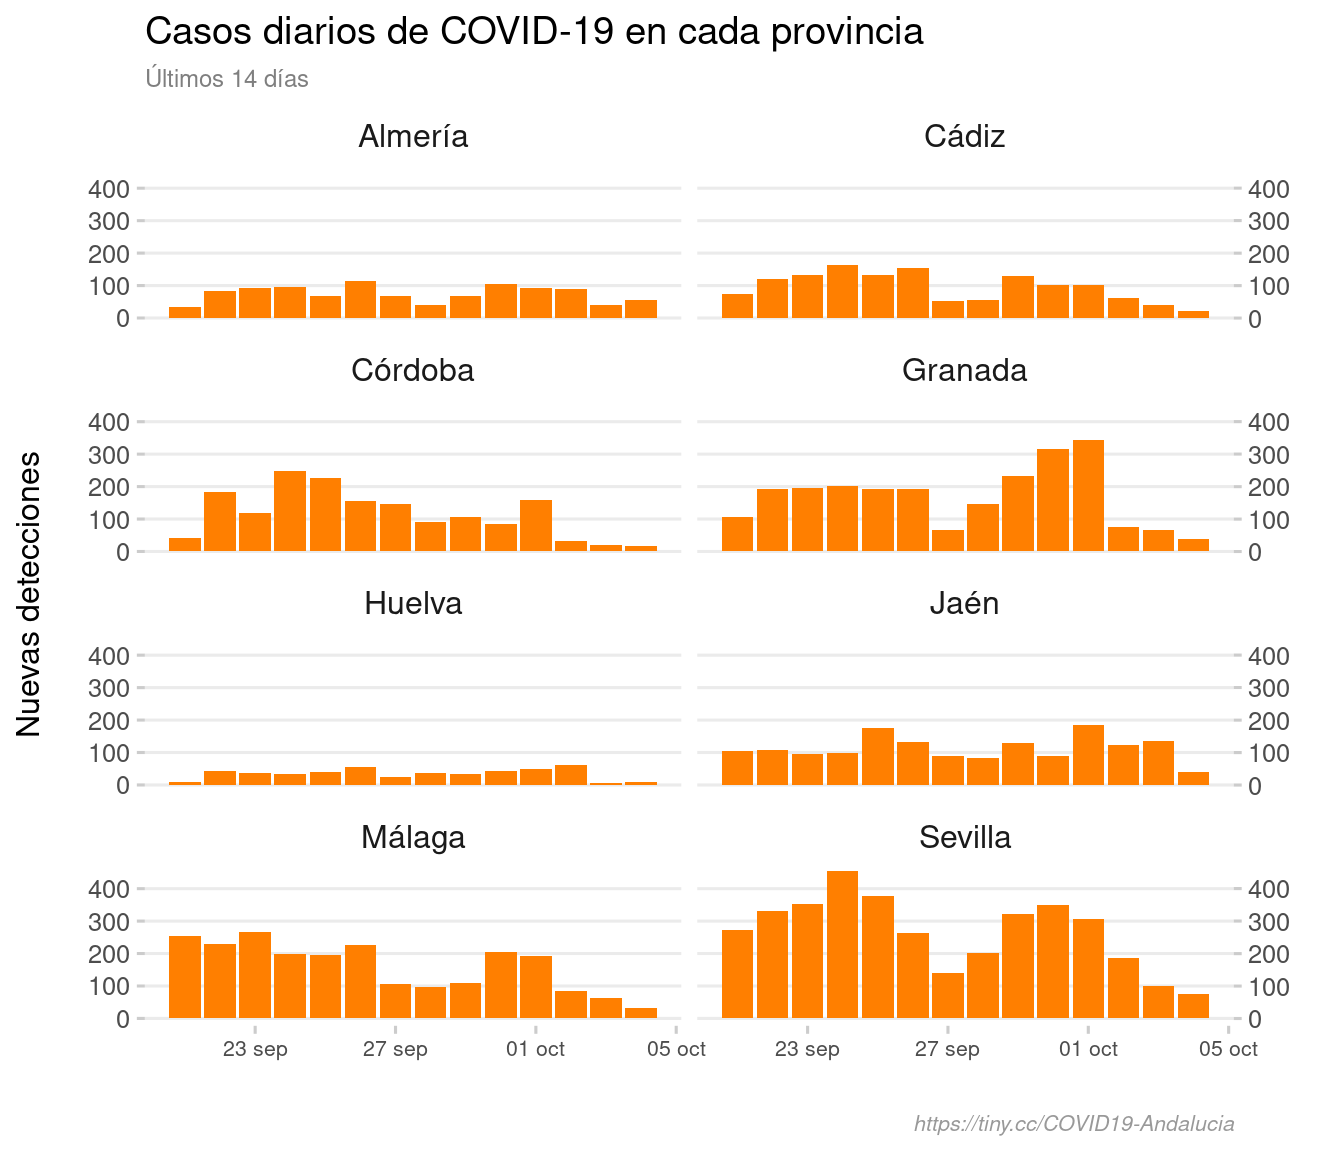 Casos diarios de COVID-19 en cada provincia
Últimos 14 días
Nuevas detecciones
Almería
Cádiz
400
300
200
100
0
400
300
200
100
0
Córdoba
Granada
400
300
200
100
0
400
300
200
100
0
Huelva
Jaén
400
300
200
100
0
400
300
200
100
0
Málaga
Sevilla
400
300
200
100
0
400
300
200
100
0
23 sep 27 sep 01 oct 05 oct
23 sep 27 sep 01 oct 05 oct
https://tiny.cc/COVID19-Andalucia